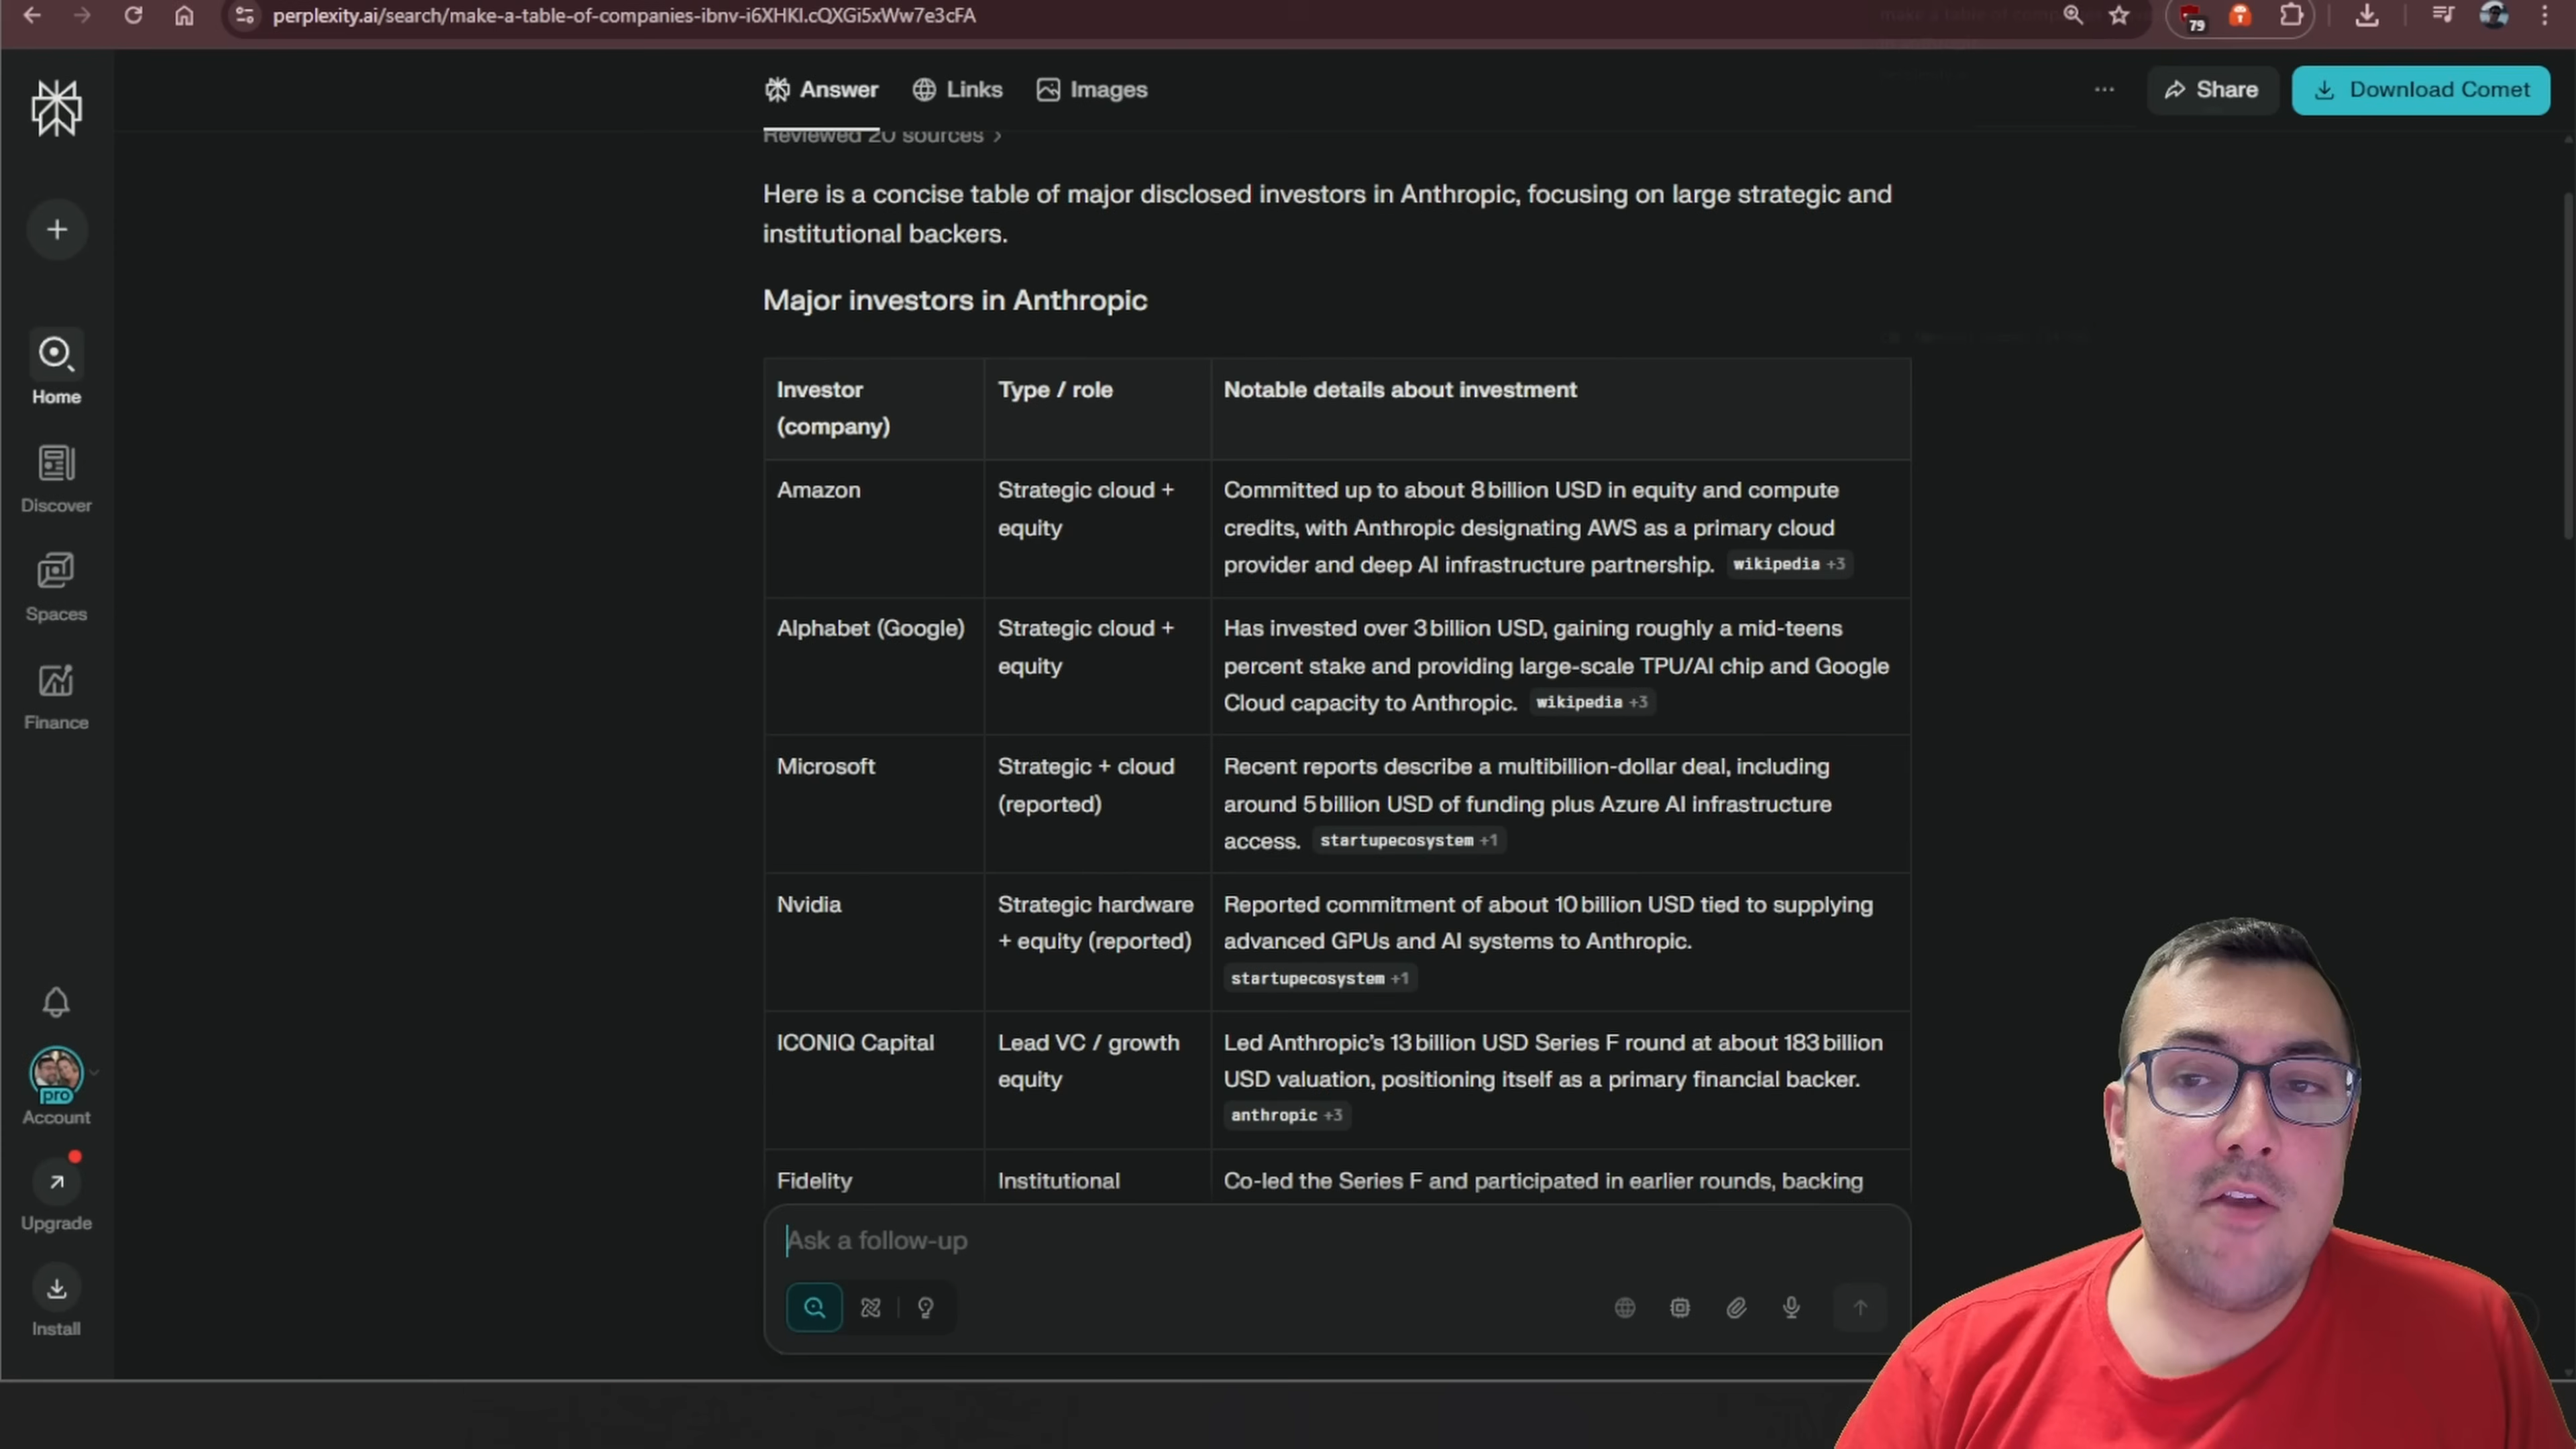 perplexity.ai/search/make-a-table-of-companies-ibnv-i6XHKI.cQXGi5xWw7e3cFA
79
Answer
Links
Images
Share
Download Comet
Reviewed 20 sources
Here is a concise table of major disclosed investors in Anthropic, focusing on large strategic and
institutional backers.
Major investors in Anthropic
Investor
(company)
Type / role
Notable details about investment
Amazon
Strategic cloud +
equity
Committed up to about 8 billion USD in equity and compute
credits, with Anthropic designating AWS as a primary cloud
provider and deep AI infrastructure partnership. wikipedia +3
Alphabet (Google)
Strategic cloud +
equity
Has invested over 3 billion USD, gaining roughly a mid-teens
percent stake and providing large-scale TPU/AI chip and Google
Cloud capacity to Anthropic. wikipedia +3
Microsoft
Strategic + cloud
(reported)
Recent reports describe a multibillion-dollar deal, including
around 5 billion USD of funding plus Azure AI infrastructure
access. startupecosystem +1
Nvidia
Strategic hardware
+ equity (reported)
Reported commitment of about 10 billion USD tied to supplying
advanced GPUs and AI systems to Anthropic.
startupecosystem +1
ICONIQ Capital
Lead VC / growth
equity
Led Anthropic's 13 billion USD Series F round at about 183 billion
USD valuation, positioning itself as a primary financial backer.
anthropic +3
Fidelity
Institutional
Co-led the Series F and participated in earlier rounds, backing
Ask a follow-up
Home
Discover
Spaces
Finance
pro
Account
Upgrade
Install